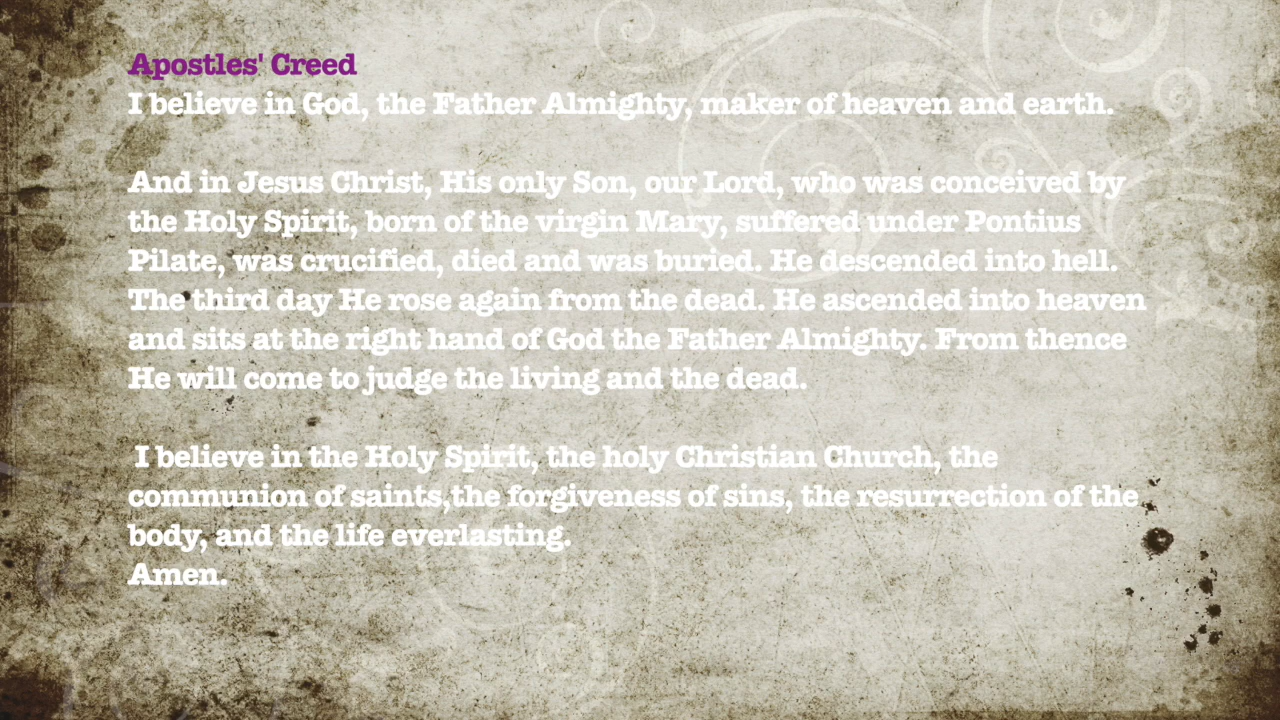 Apostles' Creed
I believe in God, the Father Almighty, maker of heaven and earth.
And in Jesus Christ, His only Son, our Lord, who was conceived by
the Holy Spirit, born of the virgin Mary, suffered under Pontius
Pilate, was crucified, died and was buried. He descended into hell.
The third day He rose again from the dead. He ascended into heaven
and sits at the right hand of God the Father Almighty. From thence
He will come to judge the living and the dead.
I believe in the Holy Spirit, the holy Christian Church, the
communion of saints,the forgiveness of sins, the resurrection of the
body, and the life everlasting.
Amen.